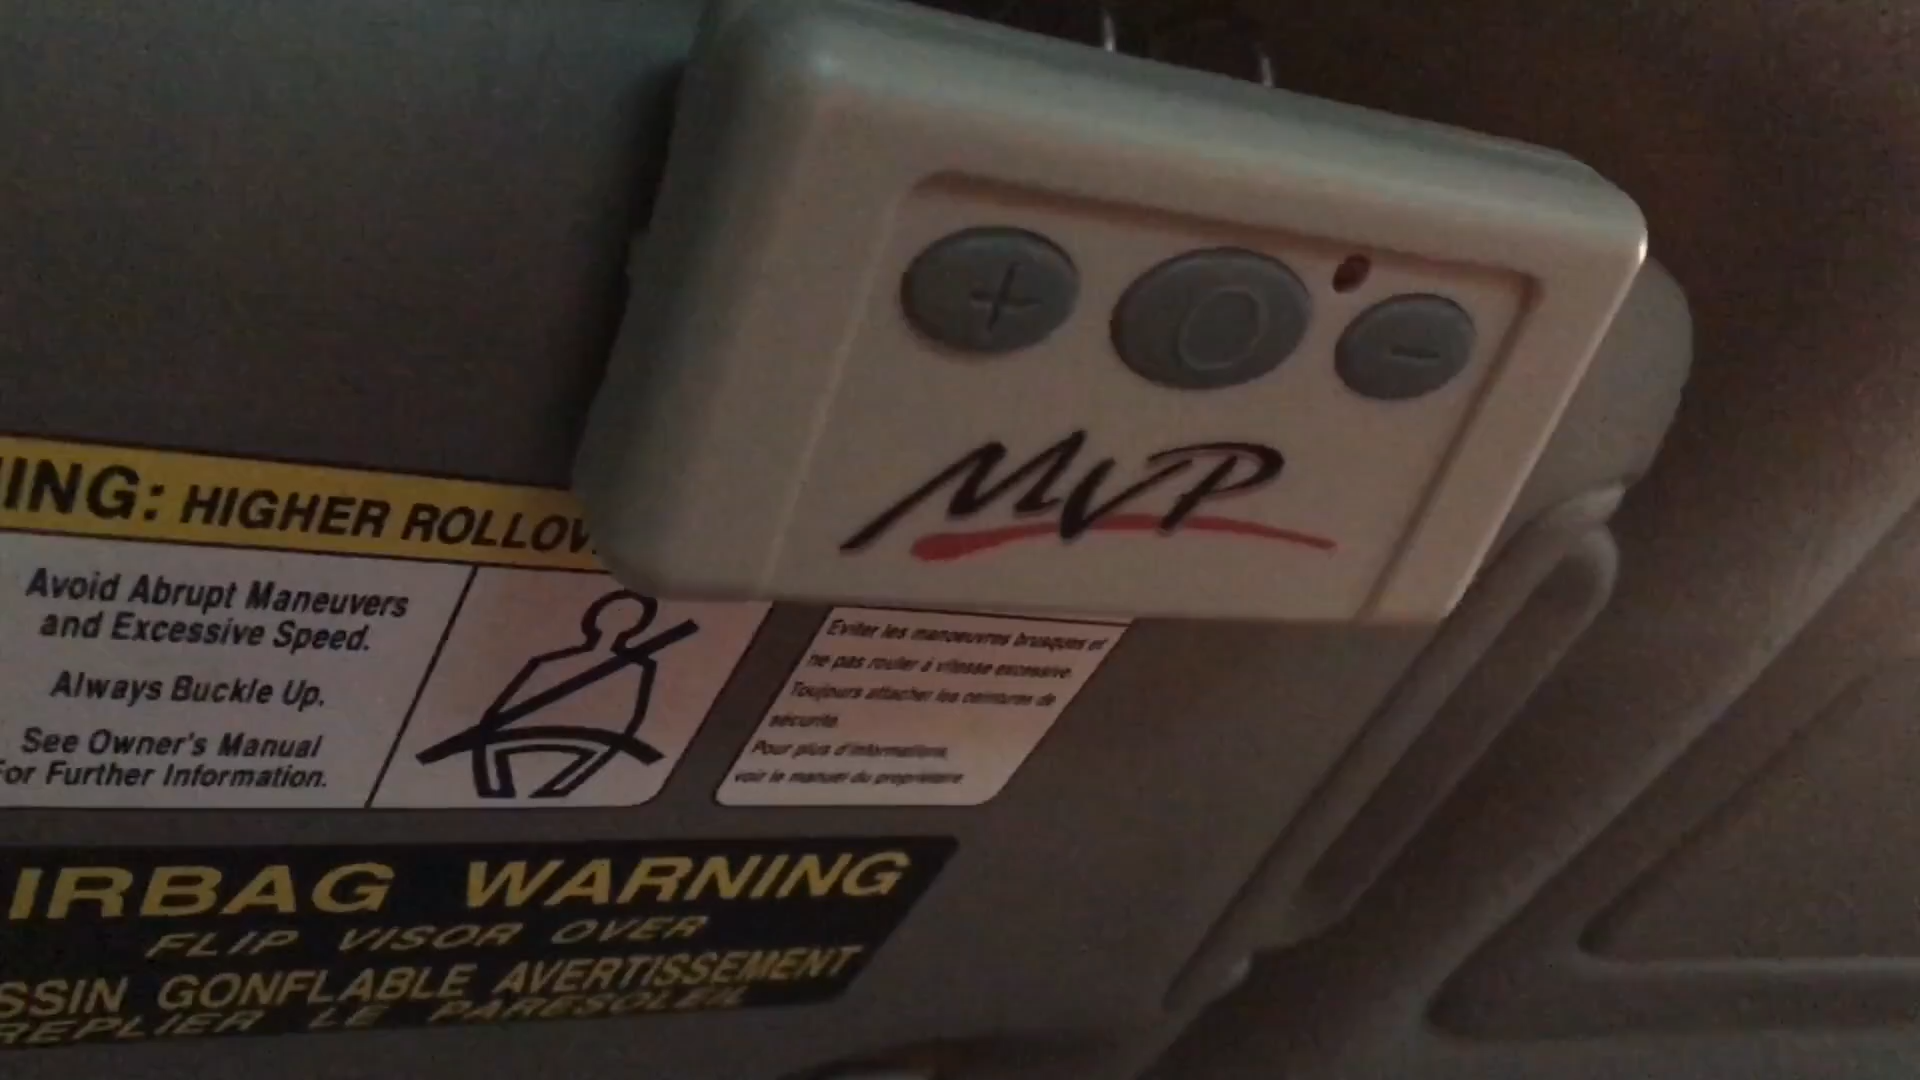 + O -
MVP
ING: HIGHER ROLLOV
Avoid Abrupt Maneuvers
and Excessive Speed.
Always Buckle Up.
See Owner's Manual
For Further Information.
Eviter les manoeuvres brusques et
ne pas rouler à vitesse excessive.
Toujours attacher les ceintures de
sécurité.
Pour plus d'informations,
voir le manuel du proprietaire
IRBAG WARNING
FLIP VISOR OVER
SSIN GONFLABLE AVERTISSEMENT
REPLIER LE PARESOLEIL